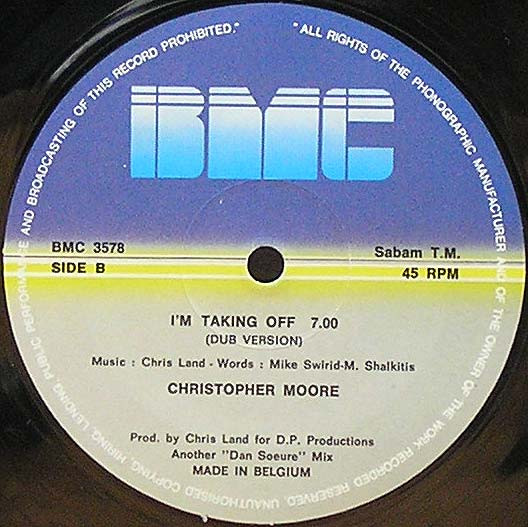 " ALL RIGHTS OF THE PHONOGRAPHIC MANUFACTURER AND OF THE OWNER OF THE WORK RECORDED RESERVED, UNAUTHORISED COPYING, HIRING, LENDING, PUBLIC PERFORMANCE AND BROADCASTING OF THIS RECORD PROHIBITED."
BMC
BMC 3578
Sabam T.M.
SIDE B
45 RPM
I'M TAKING OFF 7.00
(DUB VERSION)
Music : Chris Land - Words : Mike Swirid-M. Shalkitis
CHRISTOPHER MOORE
Prod. by Chris Land for D.P. Productions
Another "Dan Soeure" Mix
MADE IN BELGIUM